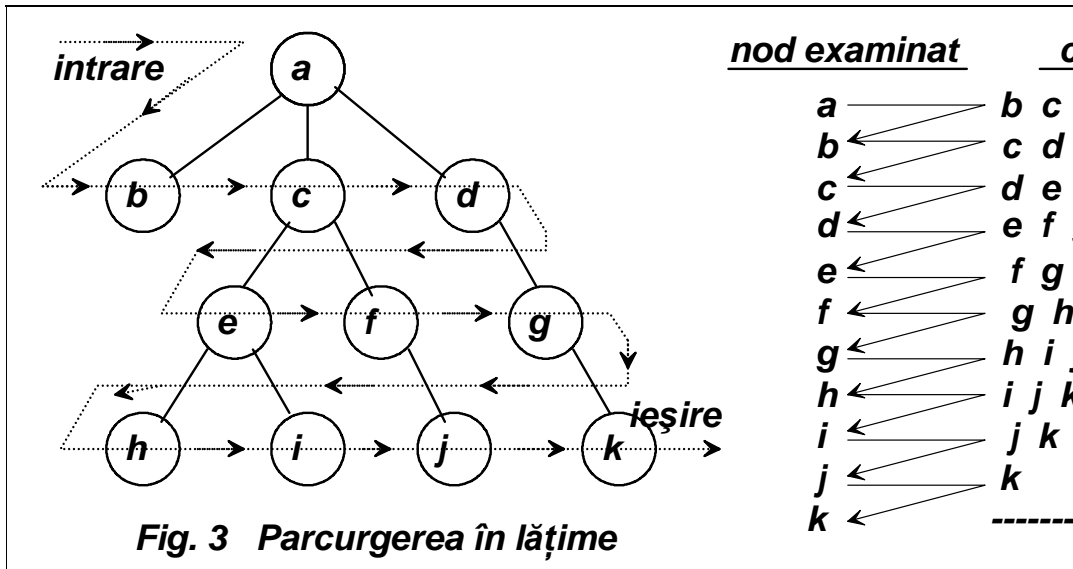 intrare
a
b c d
e f g
h i j k
ieşire
Fig. 3 Parcurgerea în lăţime
nod examinat
a b c
b c d
c d e
d e f
e f g
f g h
g h i
h i j k
i j k
j k
k --------